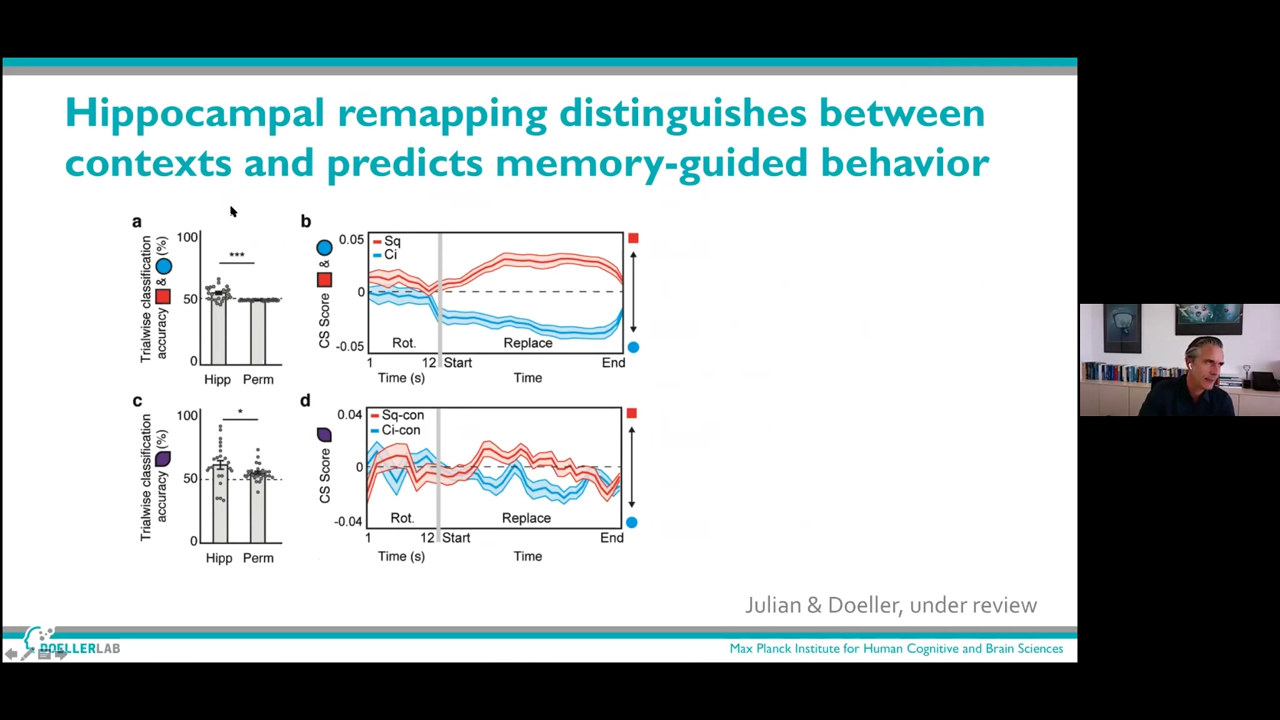 Hippocampal remapping distinguishes between
contexts and predicts memory-guided behavior
a
Trialwise classification
accuracy & (%)
100
50
0
***
Hipp Perm
b
CS Score &
0.05
0
-0.05
Sq
Ci
Rot.
Replace
1 12 Start End
Time (s) Time
c
Trialwise classification
accuracy (%)
100
50
0
*
Hipp Perm
d
CS Score
0.04
0
-0.04
Sq-con
Ci-con
Rot.
Replace
1 12 Start End
Time (s) Time
Julian & Doeller, under review
DOELLERLAB
Max Planck Institute for Human Cognitive and Brain Sciences